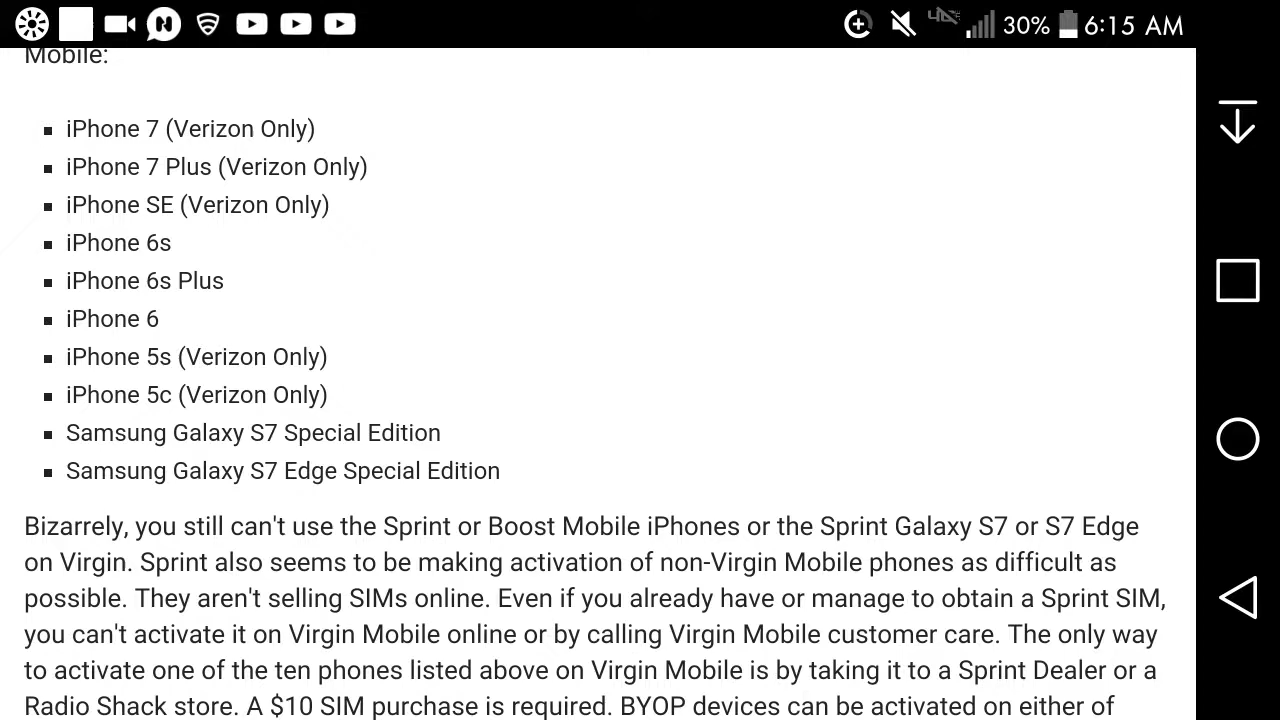 30% 6:15 AM
Mobile:
▪ iPhone 7 (Verizon Only)
▪ iPhone 7 Plus (Verizon Only)
▪ iPhone SE (Verizon Only)
▪ iPhone 6s
▪ iPhone 6s Plus
▪ iPhone 6
▪ iPhone 5s (Verizon Only)
▪ iPhone 5c (Verizon Only)
▪ Samsung Galaxy S7 Special Edition
▪ Samsung Galaxy S7 Edge Special Edition
Bizarrely, you still can't use the Sprint or Boost Mobile iPhones or the Sprint Galaxy S7 or S7 Edge
on Virgin. Sprint also seems to be making activation of non-Virgin Mobile phones as difficult as
possible. They aren't selling SIMs online. Even if you already have or manage to obtain a Sprint SIM,
you can't activate it on Virgin Mobile online or by calling Virgin Mobile customer care. The only way
to activate one of the ten phones listed above on Virgin Mobile is by taking it to a Sprint Dealer or a
Radio Shack store. A $10 SIM purchase is required. BYOP devices can be activated on either of